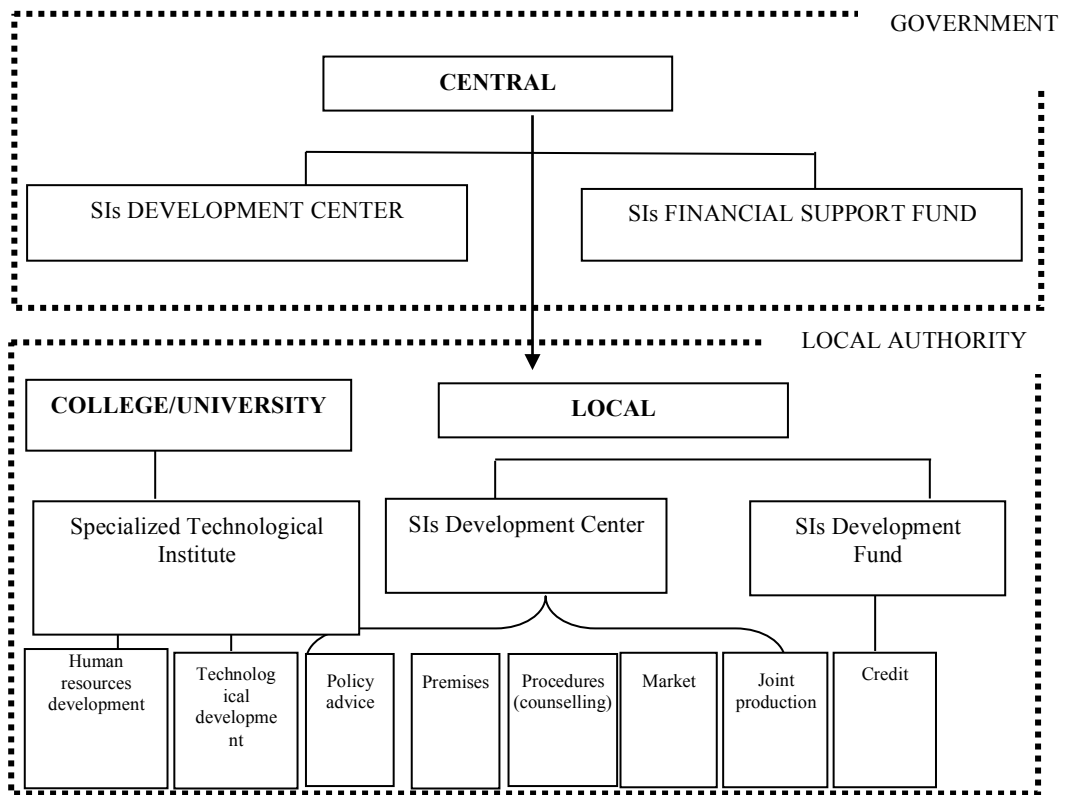 GOVERNMENT
CENTRAL
SIs DEVELOPMENT CENTER
SIs FINANCIAL SUPPORT FUND
LOCAL AUTHORITY
COLLEGE/UNIVERSITY
LOCAL
Specialized Technological
Institute
SIs Development Center
SIs Development
Fund
Human
resources
development
Technolog
ical
developme
nt
Policy
advice
Premises
Procedures
(counselling)
Market
Joint
production
Credit